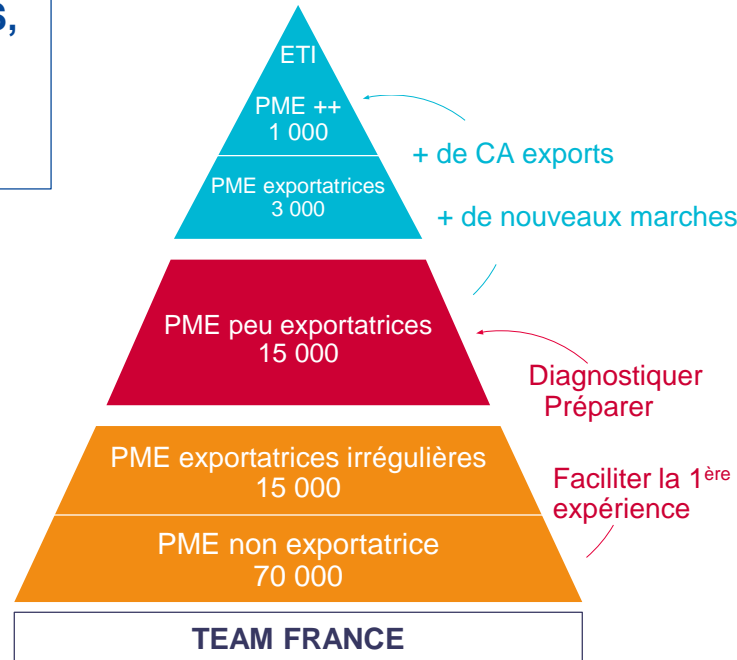 S,
ETI
PME ++
1 000
+ de CA exports
PME exportatrices
3 000
+ de nouveaux marches
PME peu exportatrices
15 000
Diagnostiquer
Préparer
PME exportatrices irrégulières
15 000
Faciliter la 1ère
expérience
PME non exportatrice
70 000
TEAM FRANCE